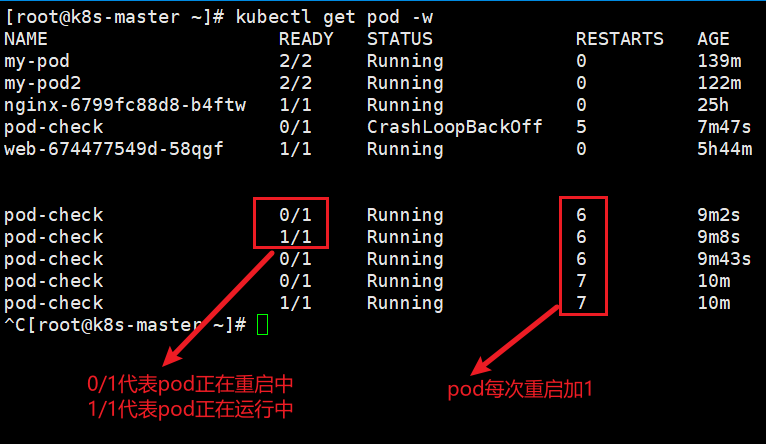 [root@k8s-master ~]# kubectl get pod -w
NAME READY STATUS RESTARTS AGE
my-pod 2/2 Running 0 139m
my-pod2 2/2 Running 0 122m
nginx-6799fc88d8-b4ftw 1/1 Running 0 25h
pod-check 0/1 CrashLoopBackOff 5 7m47s
web-674477549d-58qgf 1/1 Running 0 5h44m
pod-check 0/1 Running 6 9m2s
pod-check 1/1 Running 6 9m8s
pod-check 0/1 Running 6 9m43s
pod-check 0/1 Running 7 10m
pod-check 1/1 Running 7 10m
^C[root@k8s-master ~]#
0/1代表pod正在重启中
1/1代表pod正在运行中
pod每次重启加1